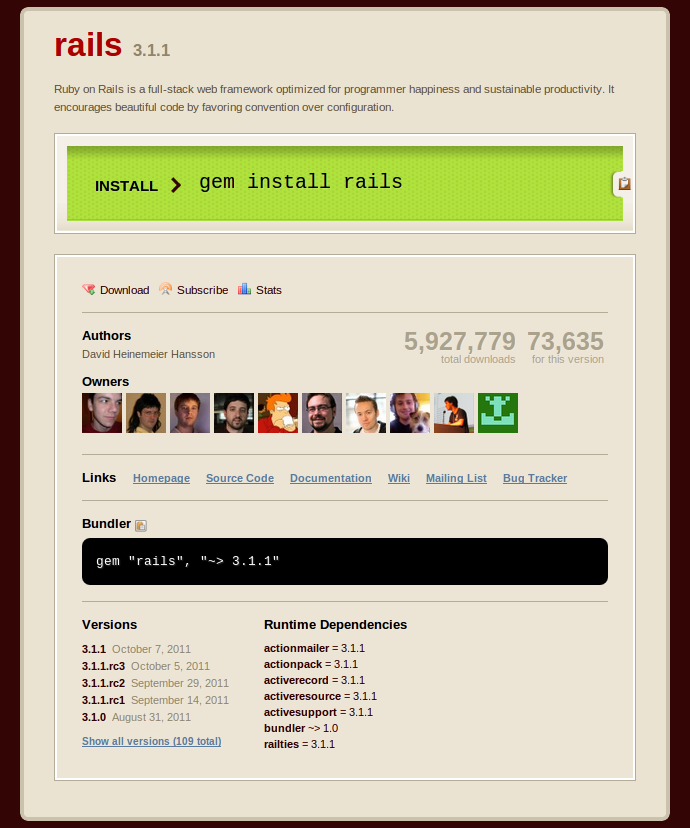 rails 3.1.1
Ruby on Rails is a full-stack web framework optimized for programmer happiness and sustainable productivity. It
encourages beautiful code by favoring convention over configuration.
INSTALL gem install rails
Download Subscribe Stats
Authors
David Heinemeier Hansson
5,927,779 73,635
total downloads for this version
Owners
Links Homepage Source Code Documentation Wiki Mailing List Bug Tracker
Bundler
gem "rails", "~> 3.1.1"
Versions
3.1.1 October 7, 2011
3.1.1.rc3 October 5, 2011
3.1.1.rc2 September 29, 2011
3.1.1.rc1 September 14, 2011
3.1.0 August 31, 2011
Show all versions (109 total)
Runtime Dependencies
actionmailer = 3.1.1
actionpack = 3.1.1
activerecord = 3.1.1
activeresource = 3.1.1
activesupport = 3.1.1
bundler ~> 1.0
railties = 3.1.1